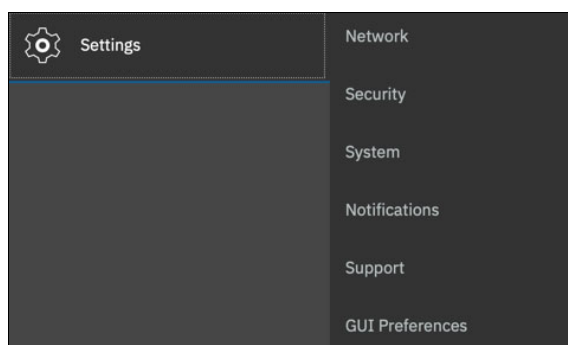 Settings
Network
Security
System
Notifications
Support
GUI Preferences